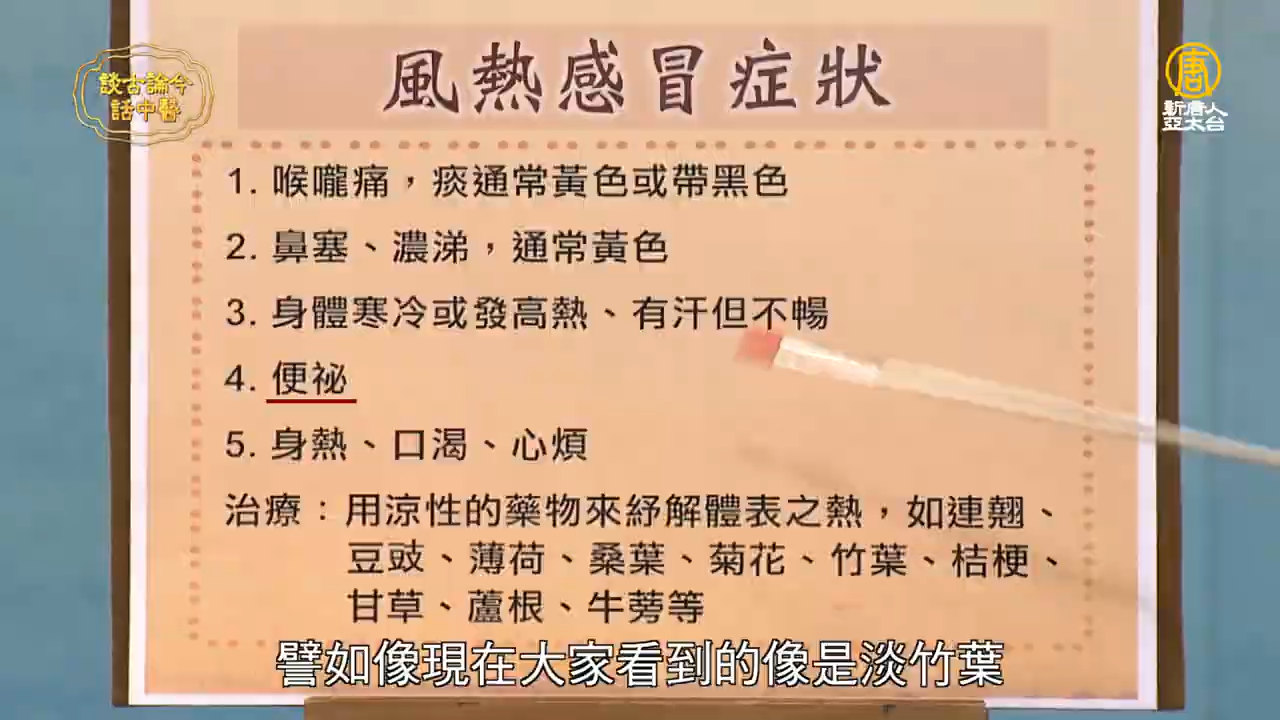 風熱感冒症狀
談古論今
話中醫
唐
新唐人
亞太台
1. 喉嚨痛，痰通常黃色或帶黑色
2. 鼻塞、濃涕，通常黃色
3. 身體寒冷或發高熱、有汗但不暢
4. 便祕
5. 身熱、口渴、心煩
治療：用涼性的藥物來紓解體表之熱，如連翹、
豆豉、薄荷、桑葉、菊花、竹葉、桔梗、
甘草、蘆根、牛蒡等
譬如像現在大家看到的像是淡竹葉